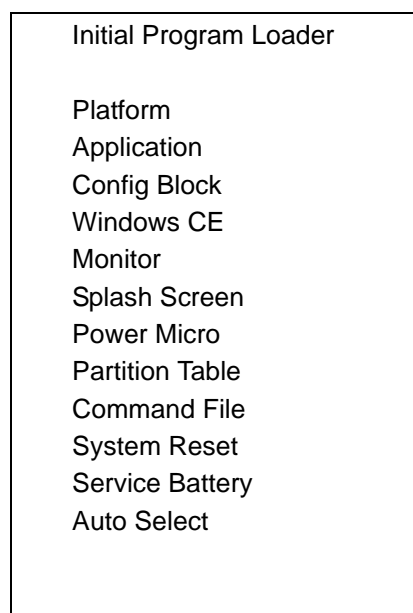 Initial Program Loader
Platform
Application
Config Block
Windows CE
Monitor
Splash Screen
Power Micro
Partition Table
Command File
System Reset
Service Battery
Auto Select